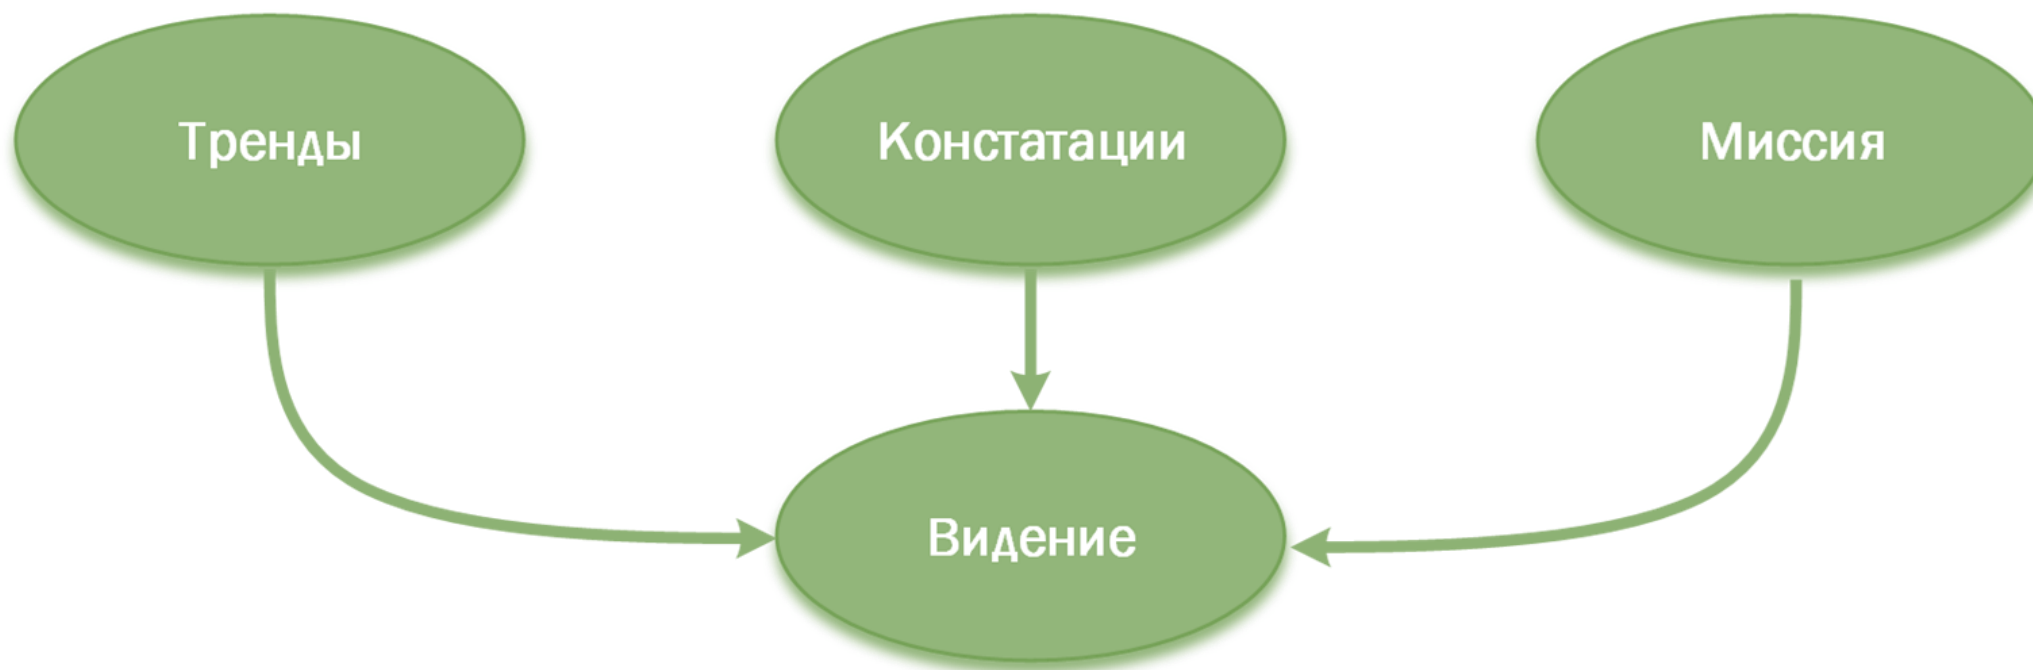 Тренды
Констатации
Миссия
Видение